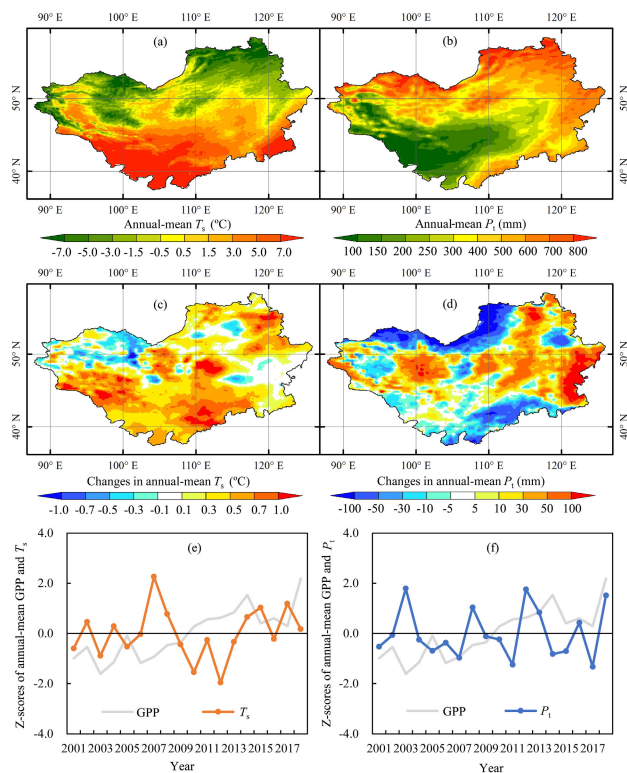 90° E 100° E 110° E 120° E 90° E 100° E 110° E 120° E
(a) (b)
50° N 50° N
40° N 40° N
90° E 100° E 110° E 120° E 90° E 100° E 110° E 120° E
Annual-mean Ts (ºC) Annual-mean Pt (mm)
-7.0 -5.0 -3.0 -1.5 -0.5 0.5 1.5 3.0 5.0 7.0 100 150 200 250 300 400 500 600 700 800
(c) (d)
50° N 50° N
40° N 40° N
90° E 100° E 110° E 120° E 90° E 100° E 110° E 120° E
Changes in annual-mean Ts (ºC) Changes in annual-mean Pt (mm)
-1.0 -0.7 -0.5 -0.3 -0.1 0.1 0.3 0.5 0.7 1.0 -100 -50 -30 -10 -5 5 10 30 50 100
Z-scores of annual-mean GPP and Ts
4.0
2.0
0.0
-2.0
-4.0
(e)
GPP Ts
2001 2003 2005 2007 2009 2011 2013 2015 2017
Year
Z-scores of annual-mean GPP and Pt
4.0
2.0
0.0
-2.0
-4.0
(f)
GPP Pt
2001 2003 2005 2007 2009 2011 2013 2015 2017
Year